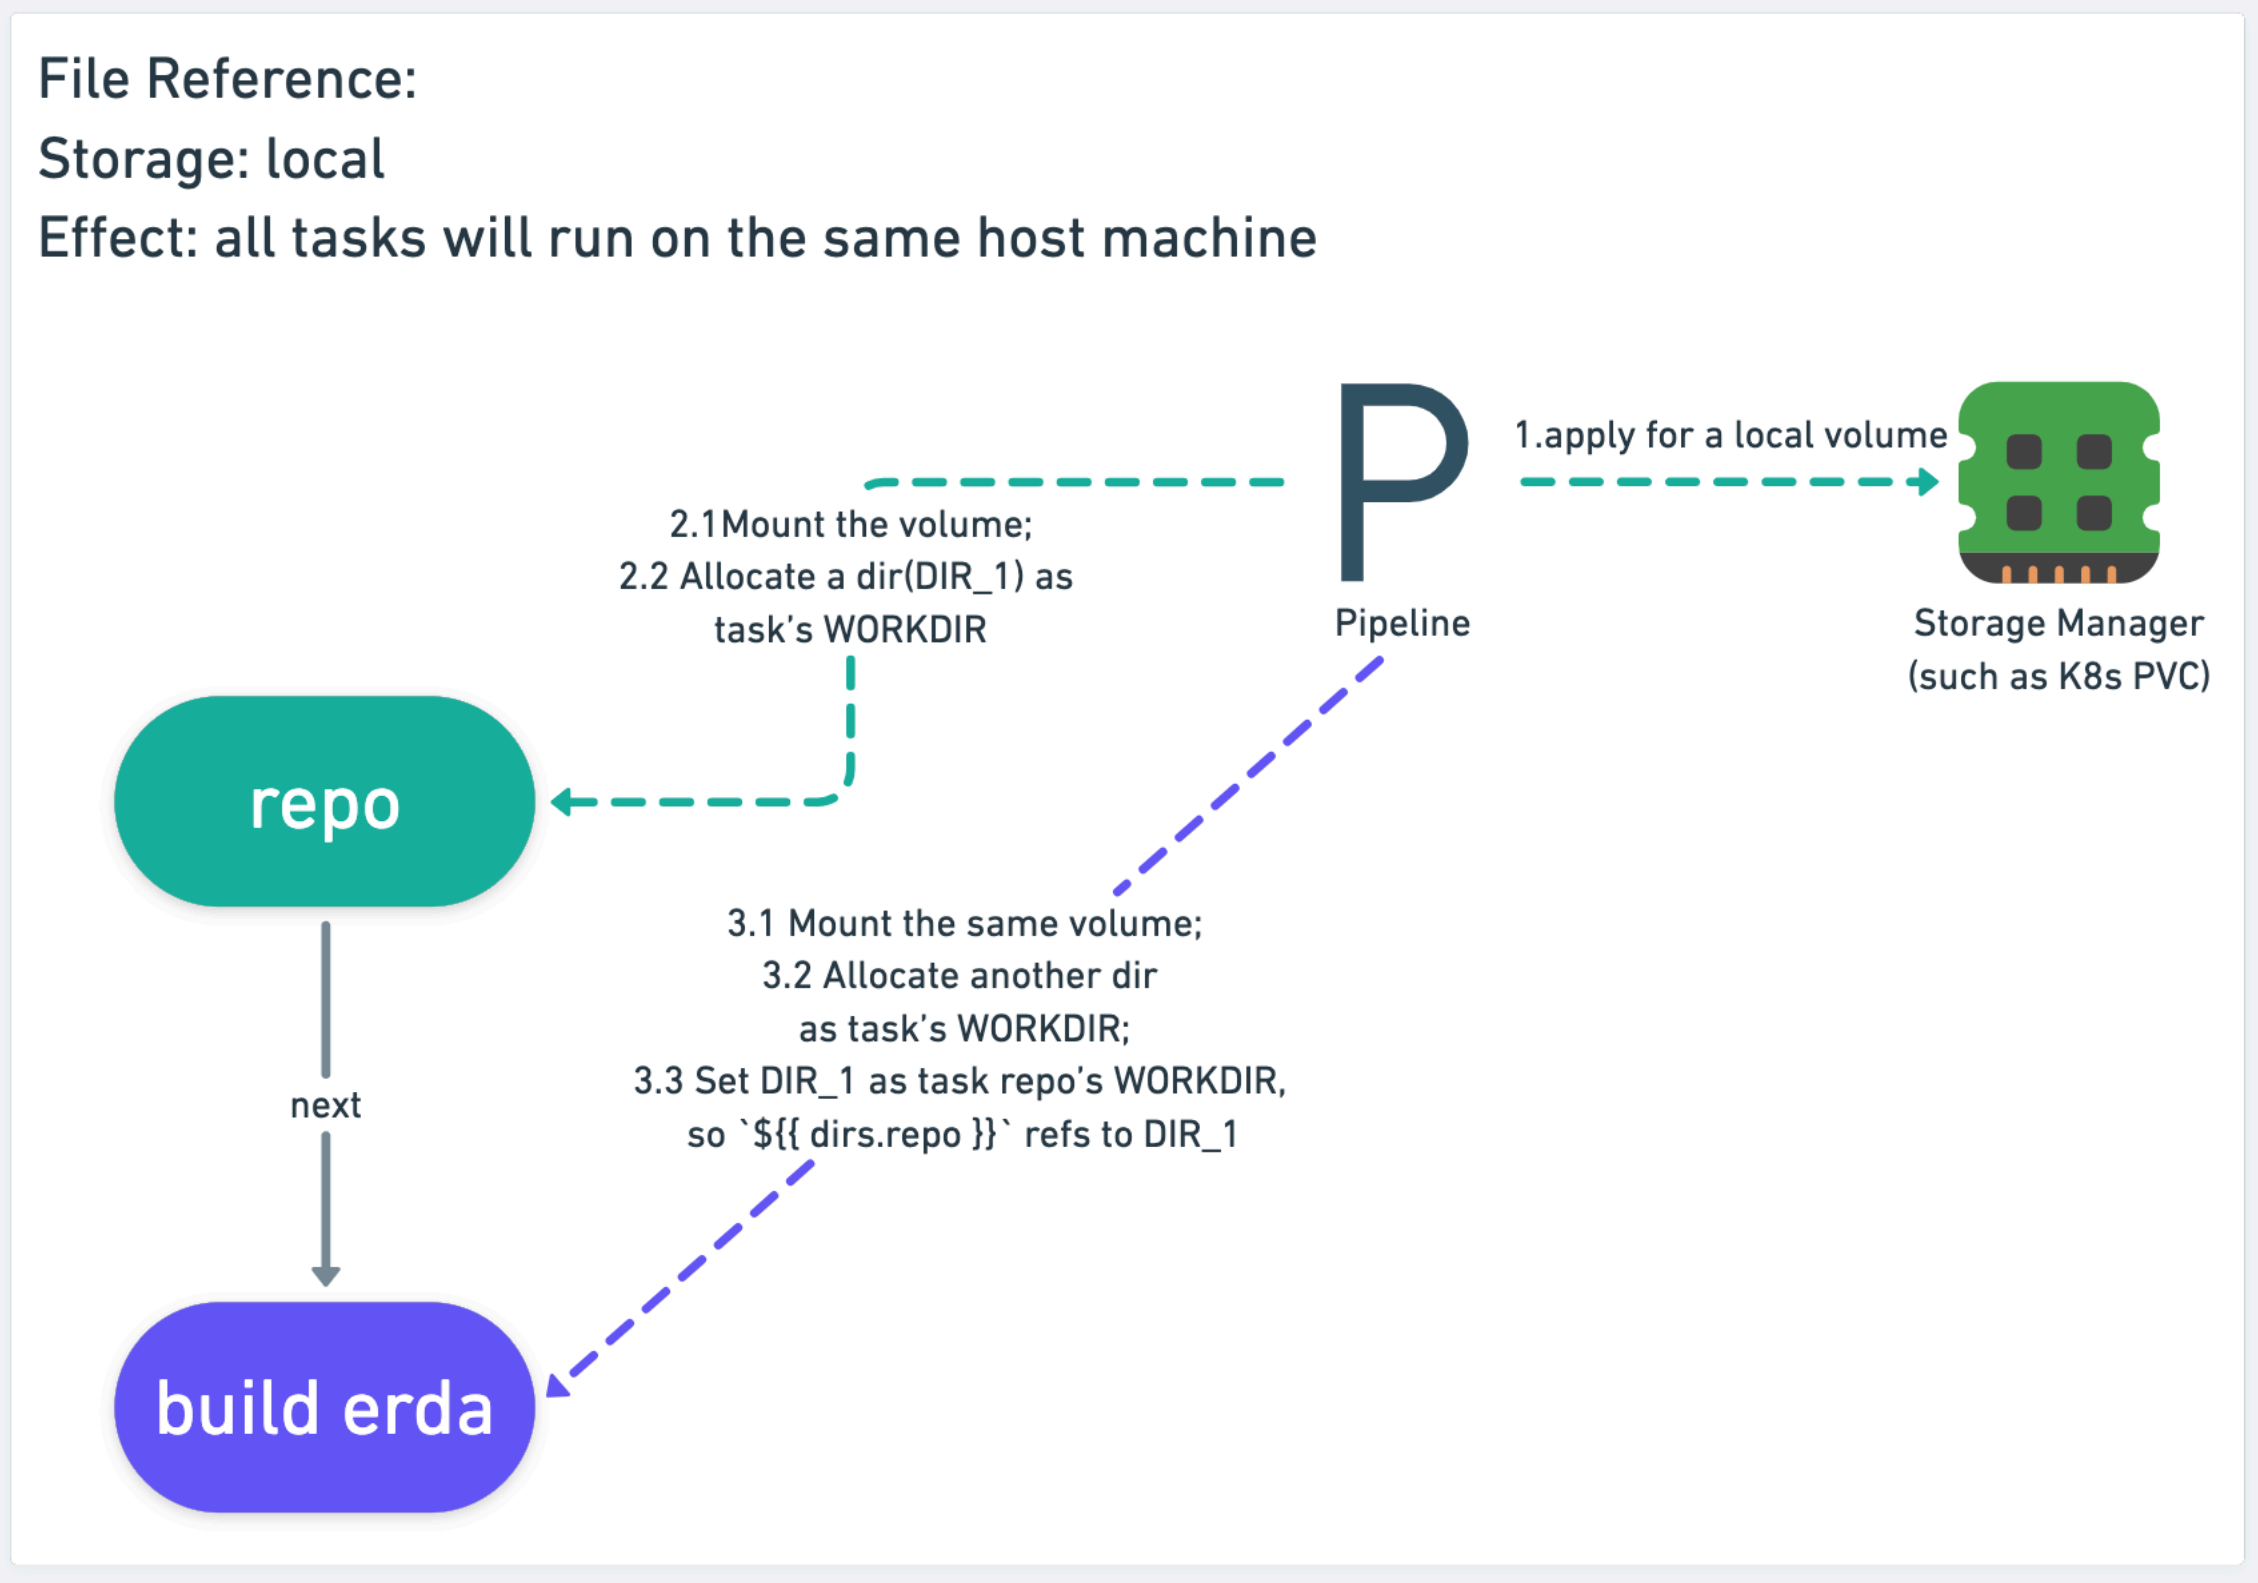 File Reference:
Storage: local
Effect: all tasks will run on the same host machine
P
Pipeline
1.apply for a local volume
Storage Manager
(such as K8s PVC)
2.1Mount the volume;
2.2 Allocate a dir(DIR_1) as
task’s WORKDIR
repo
next
3.1 Mount the same volume;
3.2 Allocate another dir
as task’s WORKDIR;
3.3 Set DIR_1 as task repo’s WORKDIR,
so `${{ dirs.repo }}` refs to DIR_1
build erda